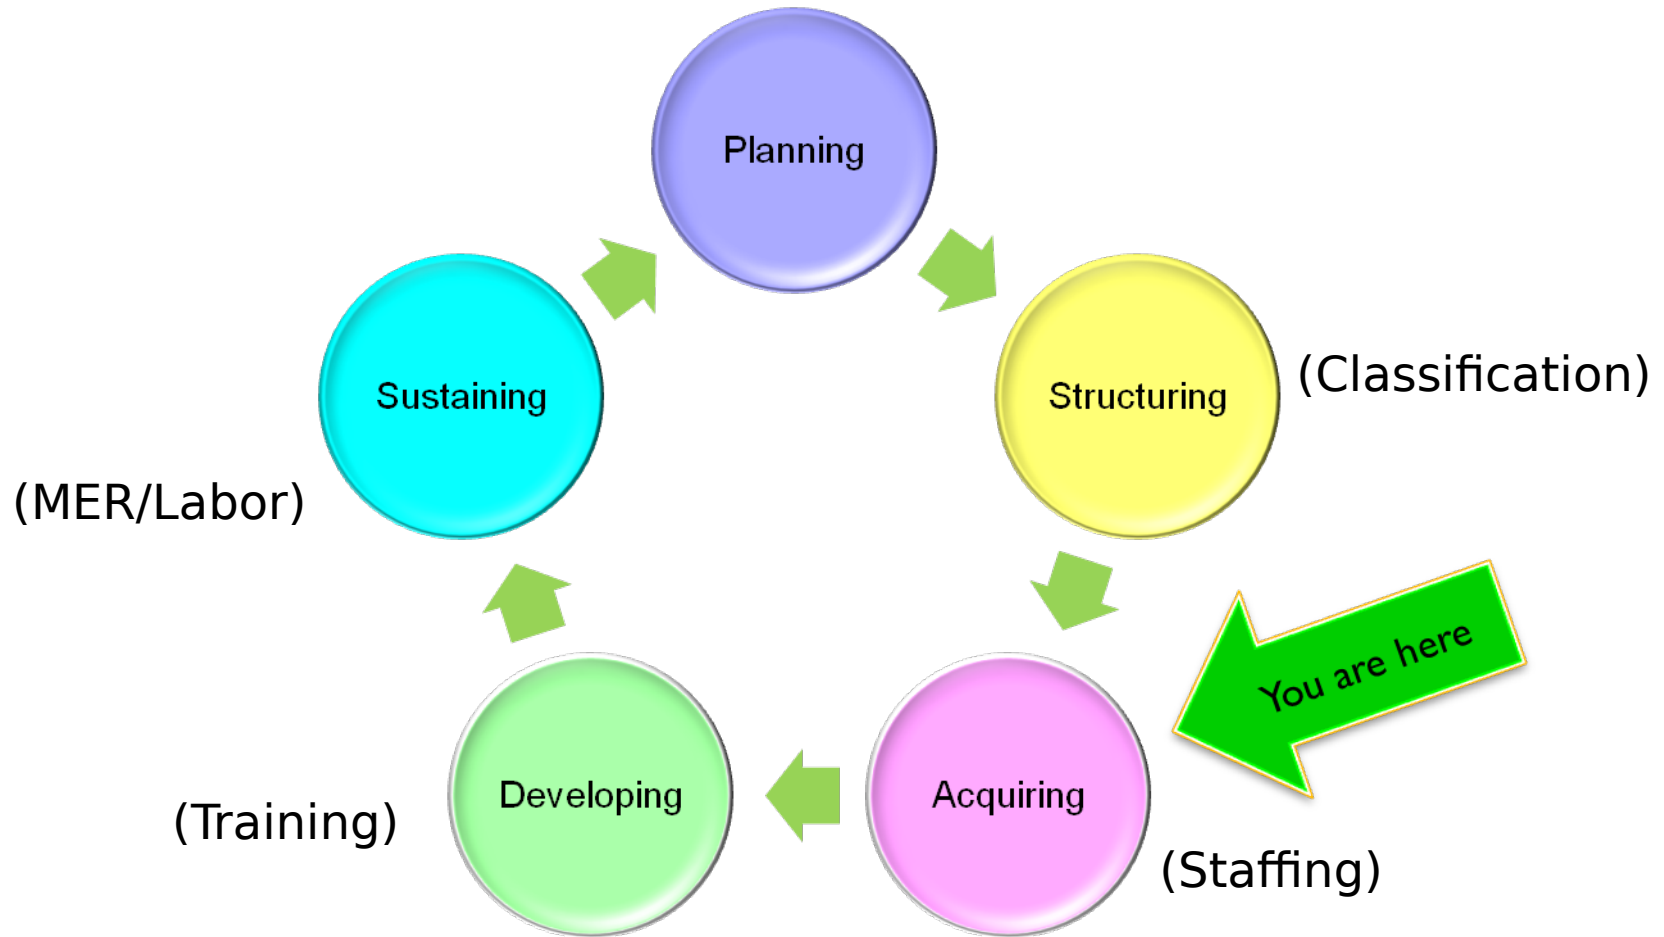 Planning
Sustaining
Structuring
(Classification)
(MER/Labor)
You are here
Developing
Acquiring
(Training)
(Staffing)